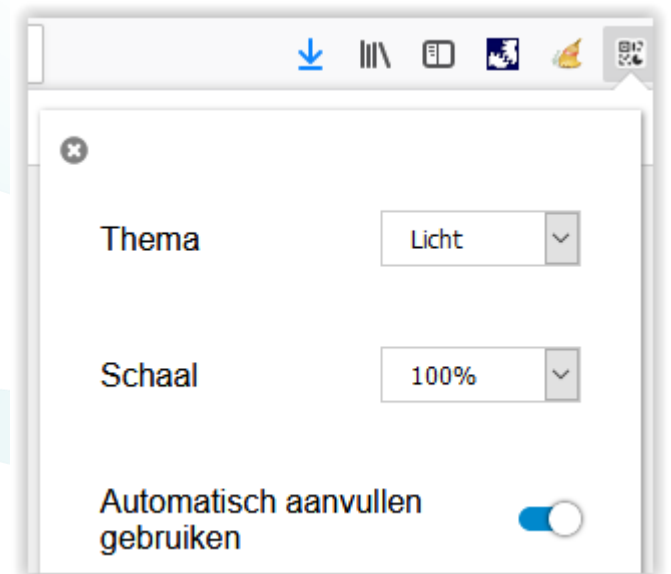 Thema
Licht
Schaal
100%
Automatisch aanvullen
gebruiken